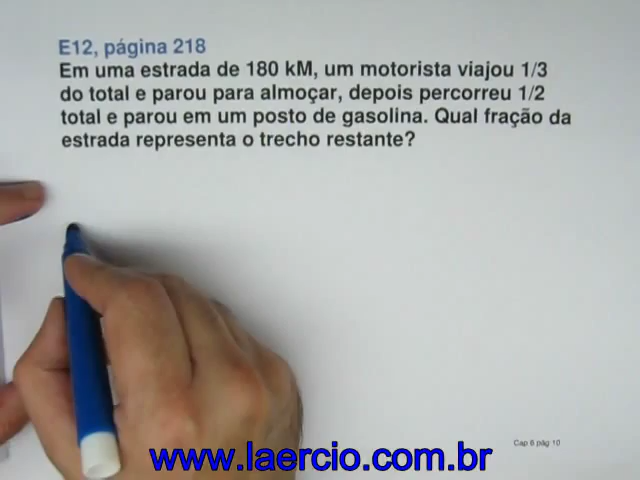 E12, página 218
Em uma estrada de 180 kM, um motorista viajou 1/3
do total e parou para almoçar, depois percorreu 1/2
total e parou em um posto de gasolina. Qual fração da
estrada representa o trecho restante?
Cap 6 pág 10
www.laercio.com.br